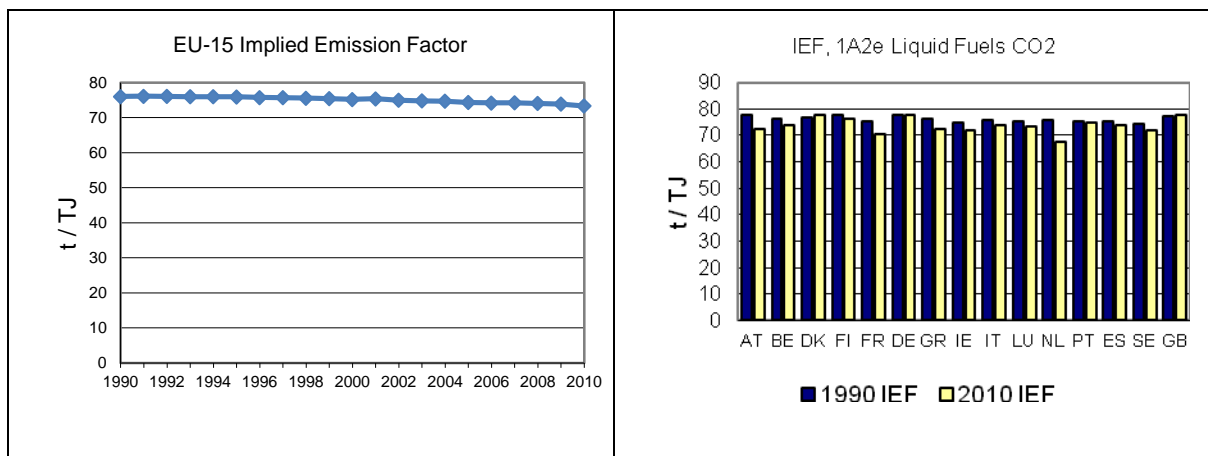 EU-15 Implied Emission Factor
t / TJ
80
70
60
50
40
30
20
10
0
1990 1992 1994 1996 1998 2000 2002 2004 2006 2008 2010
IEF, 1A2e Liquid Fuels CO2
t / TJ
90
80
70
60
50
40
30
20
10
0
AT BE DK FI FR DE GR IE IT LU NL PT ES SE GB
1990 IEF 2010 IEF